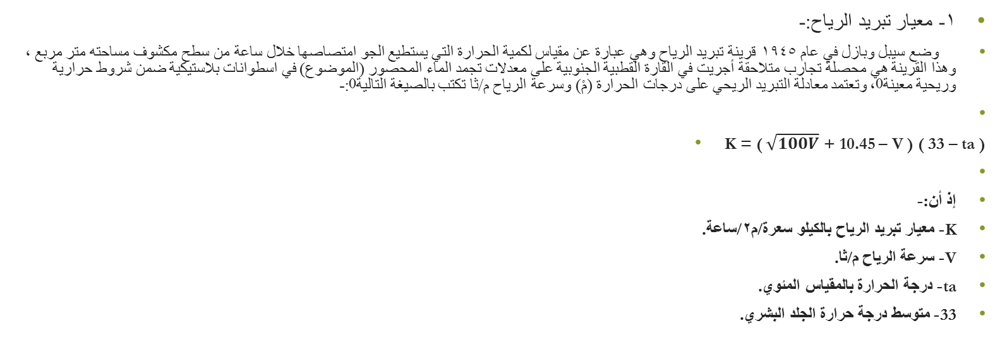 ١- معيار تبريد الرياح:-
وضع سيبل وبازل في عام ١٩٤٥ قرينة تبريد الرياح وهي عبارة عن مقياس لكمية الحرارة التي يستطيع الجو امتصاصها خلال ساعة من سطح مكشوف مساحته متر مربع ،
وهذا القرينة هي محصلة تجارب متلاحقة أجريت في القارة القطبية الجنوبية على معدلات تجمد الماء المحصور (الموضوع) في اسطوانات بلاستيكية ضمن شروط حرارية
وريحية معينة0، وتعتمد معادلة التبريد الريحي على درجات الحرارة (مْ) وسرعة الرياح م/ثا تكتب بالصيغة التالية0:-
K = ( √100V + 10.45 – V ) ( 33 – ta )
إذ أن:-
K- معيار تبريد الرياح بالكيلو سعرة/م٢/ساعة.
V- سرعة الرياح م/ثا.
ta- درجة الحرارة بالمقياس المئوي.
33- متوسط درجة حرارة الجلد البشري.